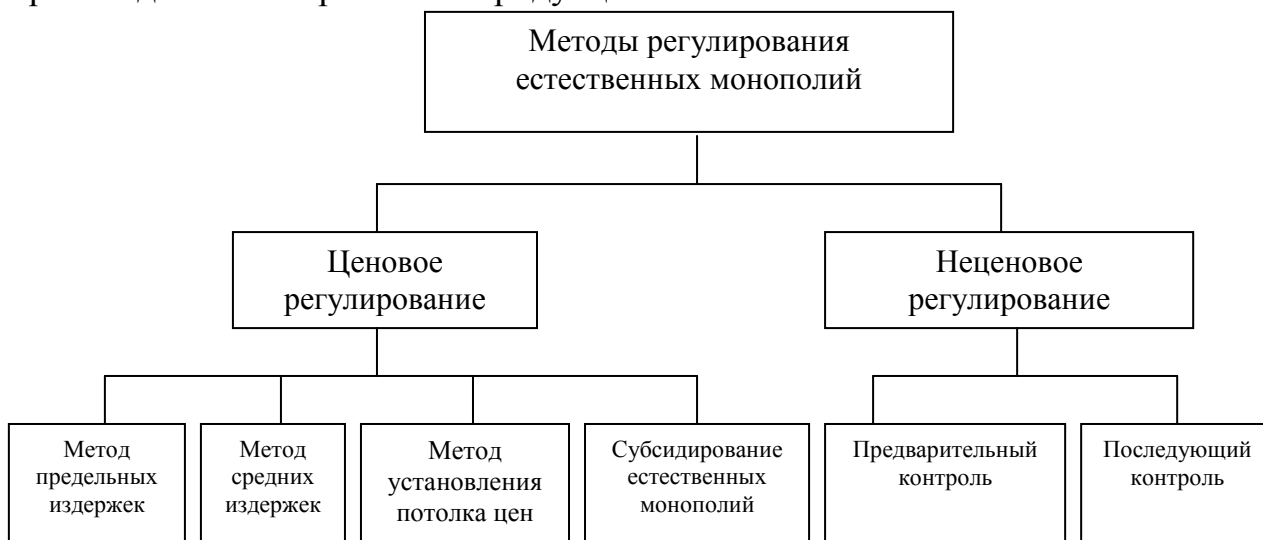 Методы регулирования
естественных монополий
Ценовое
регулирование
Неценовое
регулирование
Метод
предельных
издержек
Метод
средних
издержек
Метод
установления
потолка цен
Субсидирование
естественных
монополий
Предварительный
контроль
Последующий
контроль